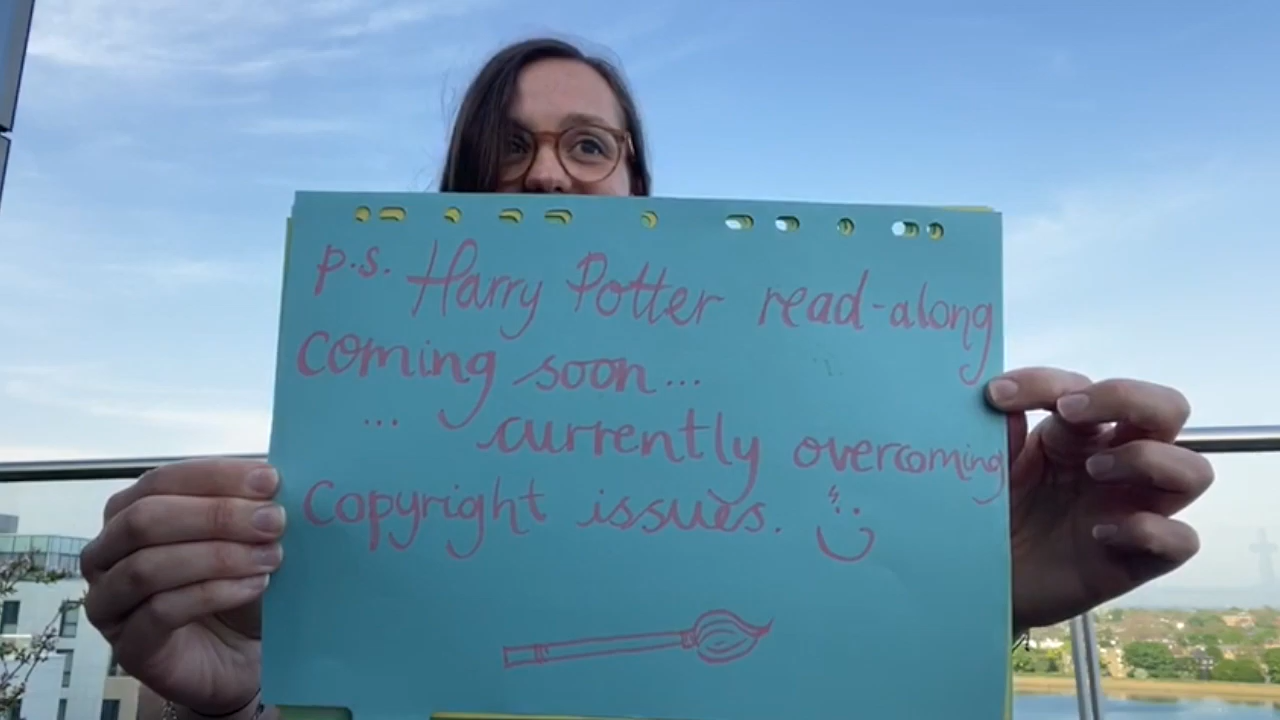 p.s. Harry Potter read-along
coming soon...
... currently overcoming
Copyright issues.